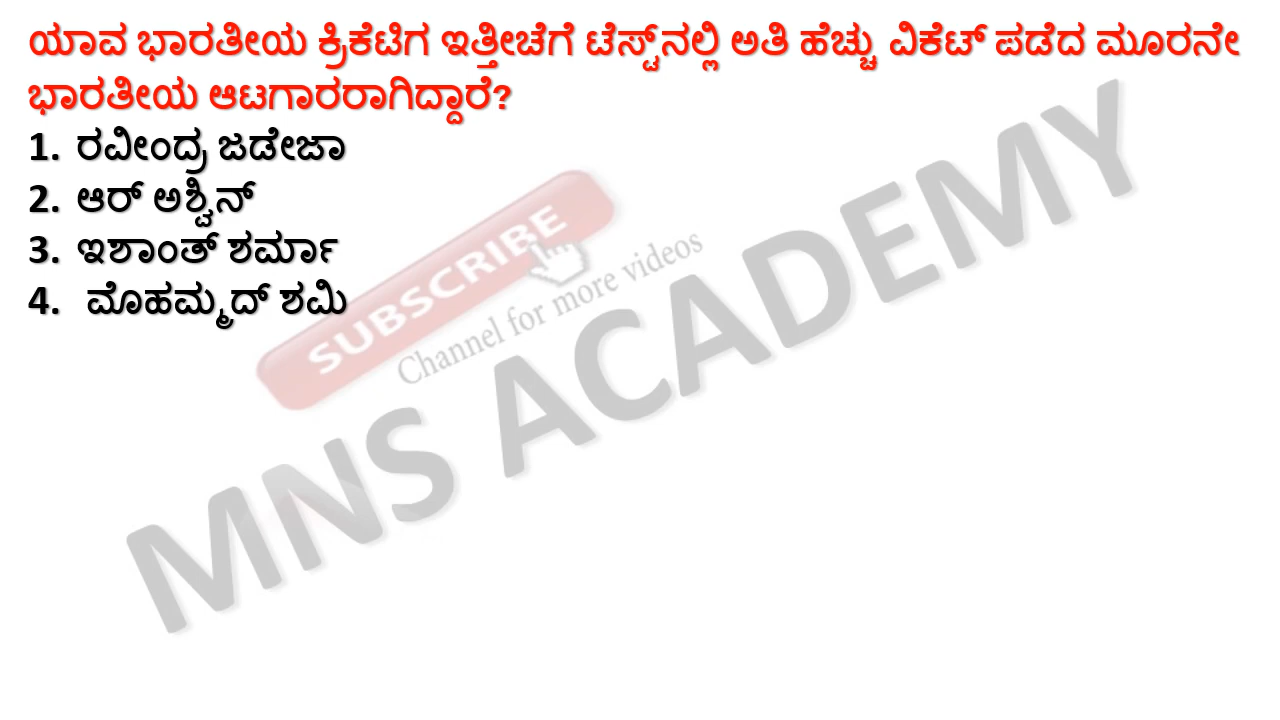 ಯಾವ ಭಾರತೀಯ ಕ್ರಿಕೆಟಿಗ ಇತ್ತೀಚೆಗೆ ಟೆಸ್ಟ್‌ನಲ್ಲಿ ಅತಿ ಹೆಚ್ಚು ವಿಕೆಟ್ ಪಡೆದ ಮೂರನೇ
ಭಾರತೀಯ ಆಟಗಾರರಾಗಿದ್ದಾರೆ?
1. ರವೀಂದ್ರ ಜಡೇಜಾ
2. ಆರ್ ಅಶ್ವಿನ್
3. ಇಶಾಂತ್ ಶರ್ಮಾ
4. ಮೊಹಮ್ಮದ್ ಶಮಿ
SUBSCRIBE
Channel for more videos
MNS ACADEMY